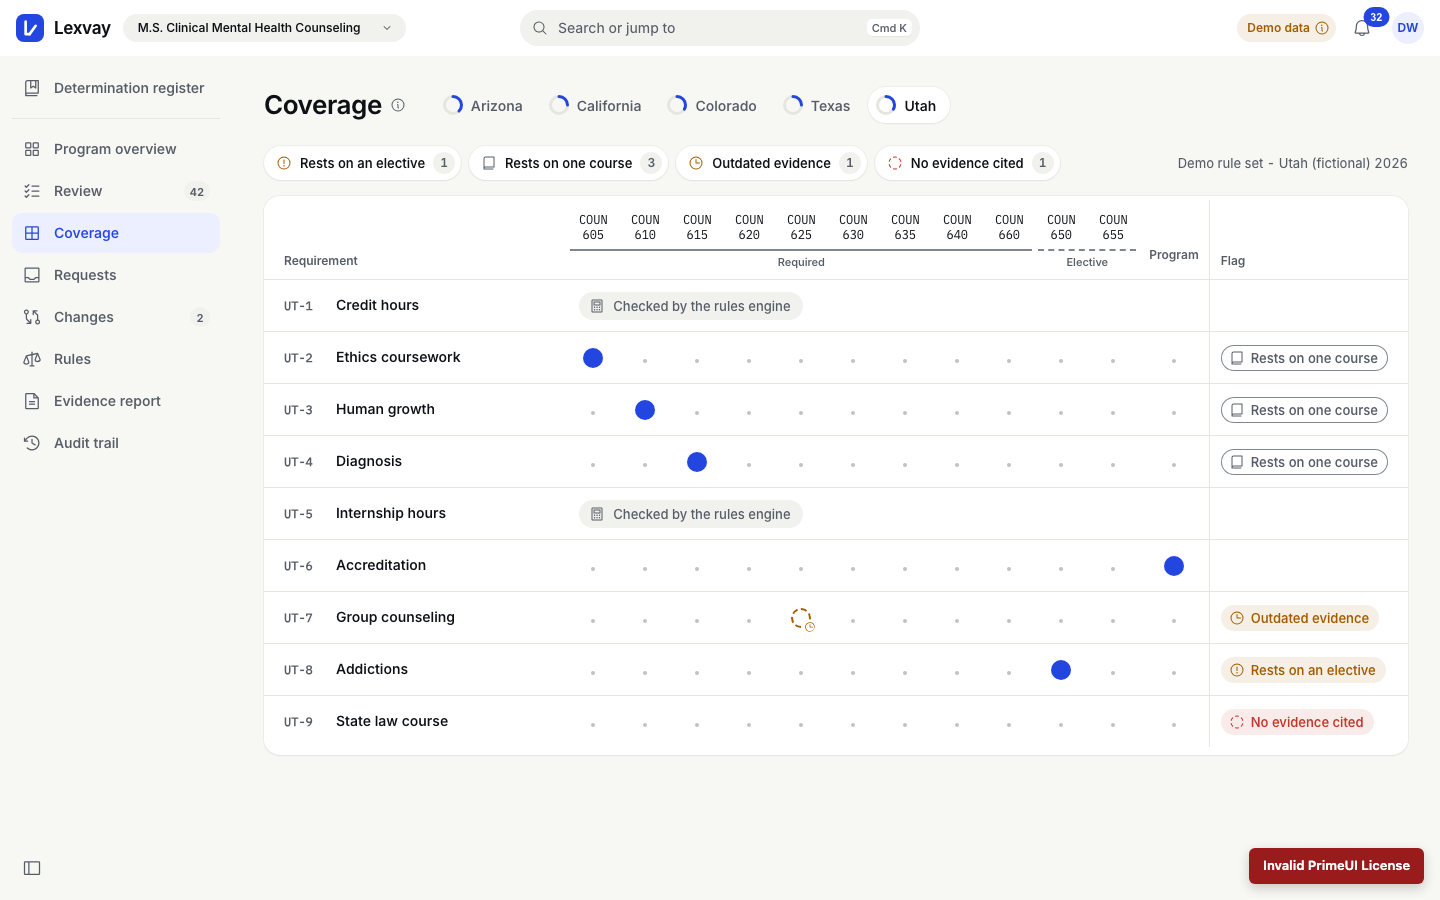 Lexvay
M.S. Clinical Mental Health Counseling
Search or jump to
Cmd K
Demo data
32
DW
Determination register
Program overview
Review 42
Coverage
Requests
Changes 2
Rules
Evidence report
Audit trail
Coverage
Arizona
California
Colorado
Texas
Utah
Rests on an elective 1
Rests on one course 3
Outdated evidence 1
No evidence cited 1
Demo rule set - Utah (fictional) 2026
Requirement
COUN 605
COUN 610
COUN 615
COUN 620
COUN 625
COUN 630
COUN 635
COUN 640
COUN 660
COUN 650
COUN 655
Required
Elective
Program
Flag
UT-1 Credit hours Checked by the rules engine
UT-2 Ethics coursework Rests on one course
UT-3 Human growth Rests on one course
UT-4 Diagnosis Rests on one course
UT-5 Internship hours Checked by the rules engine
UT-6 Accreditation
UT-7 Group counseling Outdated evidence
UT-8 Addictions Rests on an elective
UT-9 State law course No evidence cited
Invalid PrimeUI License